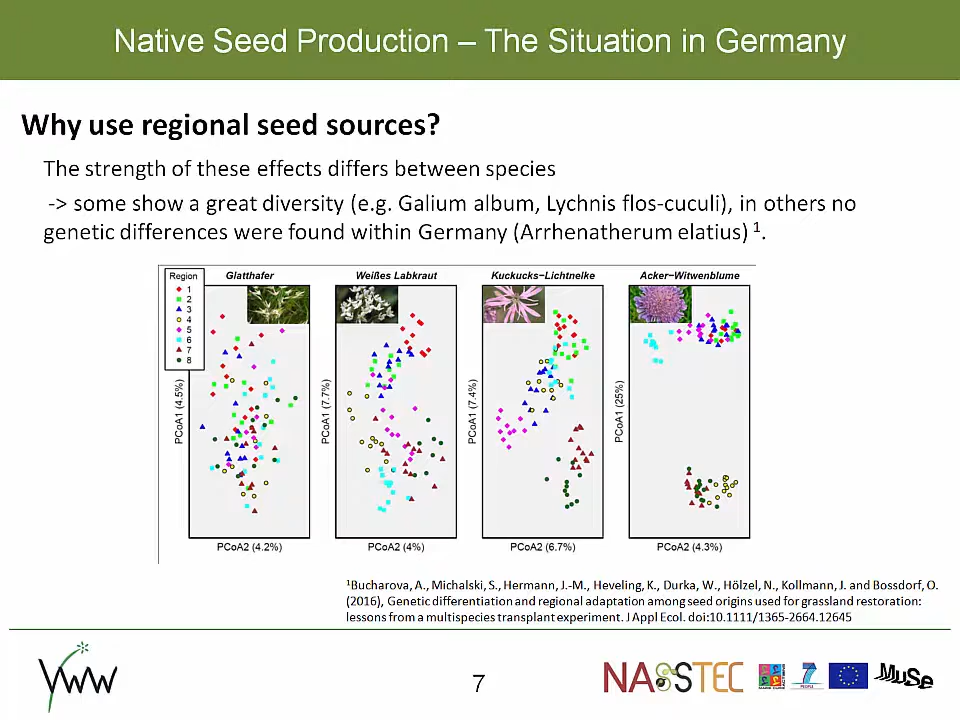 Native Seed Production – The Situation in Germany
Why use regional seed sources?
The strength of these effects differs between species
-> some show a great diversity (e.g. Galium album, Lychnis flos-cuculi), in others no
genetic differences were found within Germany (Arrhenatherum elatius) ¹.
Region
1
2
3
4
5
6
7
8
Glatthafer
Weißes Labkraut
Kuckucks−Lichtnelke
Acker−Witwenblume
PCoA1 (4.5%)
PCoA1 (7.7%)
PCoA1 (7.4%)
PCoA1 (25%)
PCoA2 (4.2%)
PCoA2 (4%)
PCoA2 (6.7%)
PCoA2 (4.3%)
¹Bucharova, A., Michalski, S., Hermann, J.-M., Heveling, K., Durka, W., Hölzel, N., Kollmann, J. and Bossdorf, O.
(2016), Genetic differentiation and regional adaptation among seed origins used for grassland restoration:
lessons from a multispecies transplant experiment. J Appl Ecol. doi:10.1111/1365-2664.12645
VWW
7
NASSTEC
PEOPLE
MUSe